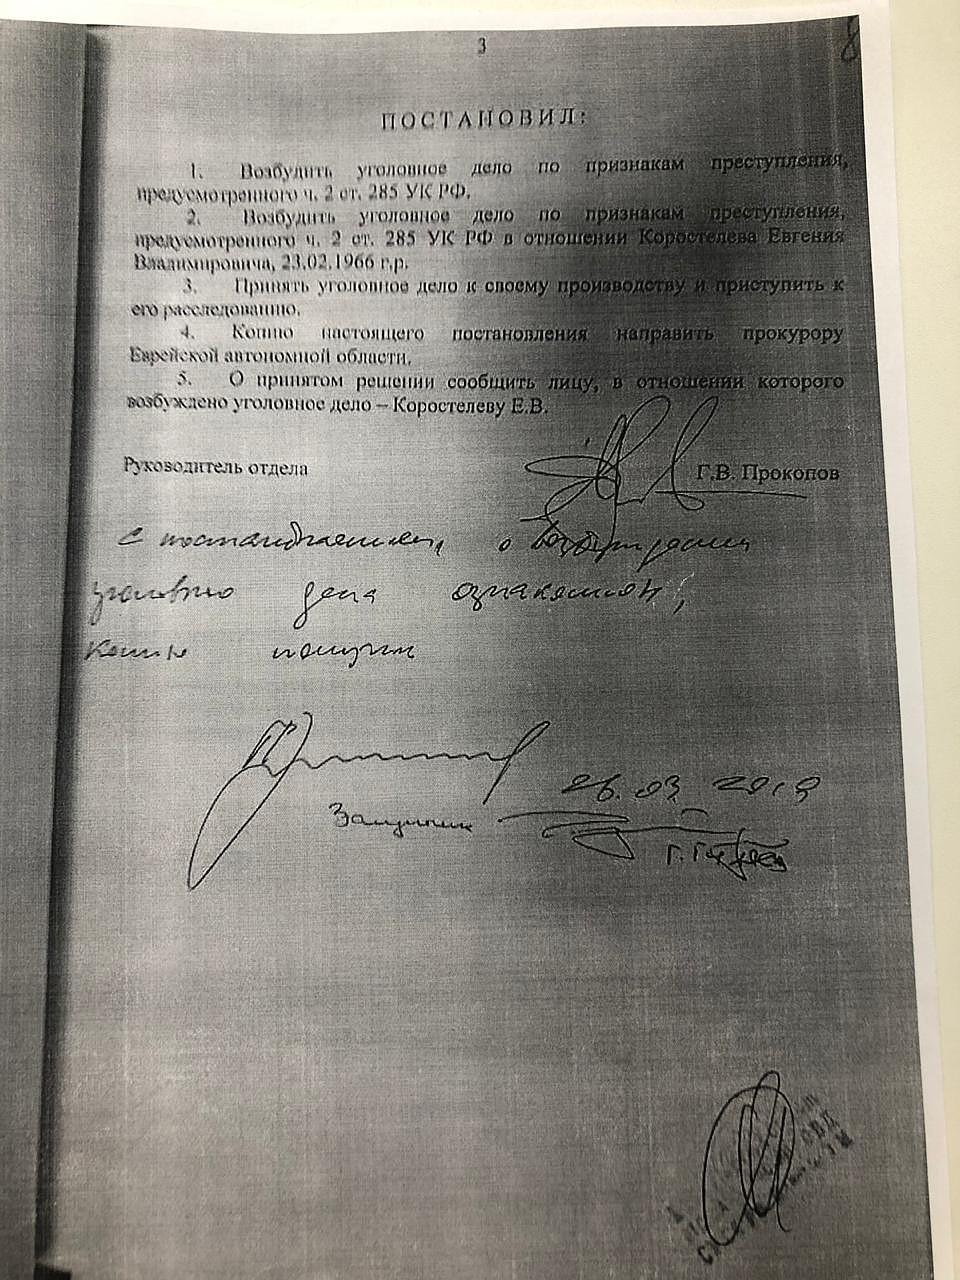 3
8
ПОСТАНОВИЛ:
1. Возбудить уголовное дело по признакам преступления,
предусмотренного ч. 2 ст. 285 УК РФ.
2. Возбудить уголовное дело по признакам преступления,
предусмотренного ч. 2 ст. 285 УК РФ в отношении Коростелева Евгения
Владимировича, 23.02.1966 г.р.
3. Принять уголовное дело к своему производству и приступить к
его расследованию.
4. Копию настоящего постановления направить прокурору
Еврейской автономной области.
5. О принятом решении сообщить лицу, в отношении которого
возбуждено уголовное дело – Коростелеву Е.В.
Руководитель отдела Г.В. Прокопов
С постановлением о возбуждении
уголовного дела ознакомлен,
копию получил
26.03.2019
Защитник